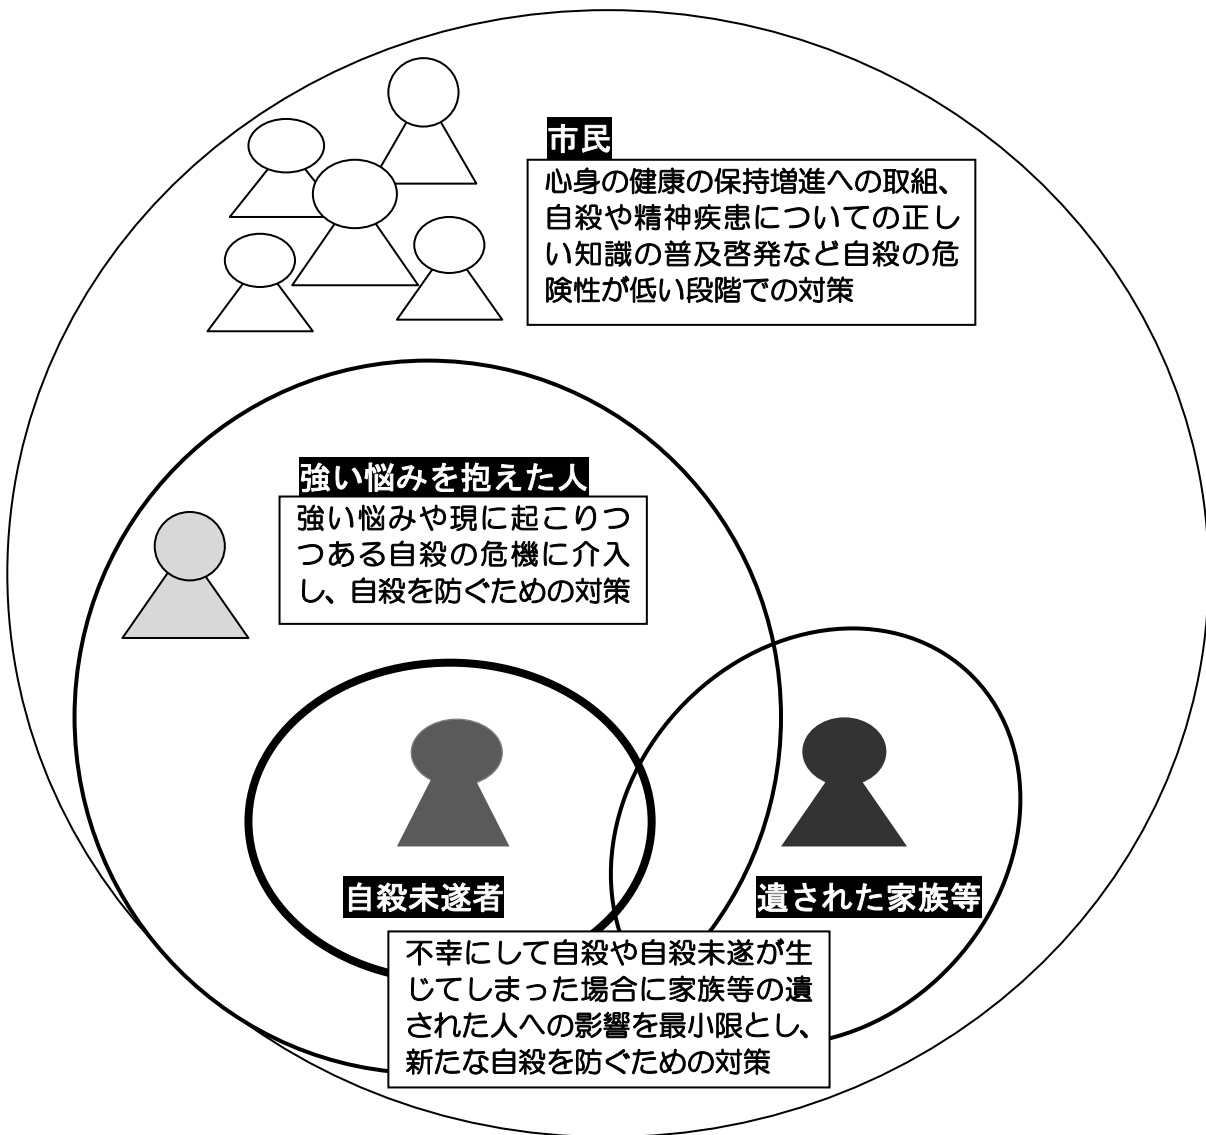 市民
心身の健康の保持増進への取組、
自殺や精神疾患についての正し
い知識の普及啓発など自殺の危
険性が低い段階での対策
強い悩みを抱えた人
強い悩みや現に起こりつ
つある自殺の危機に介入
し、自殺を防ぐための対策
自殺未遂者
遺された家族等
不幸にして自殺や自殺未遂が生
じてしまった場合に家族等の遺
された人への影響を最小限とし、
新たな自殺を防ぐための対策